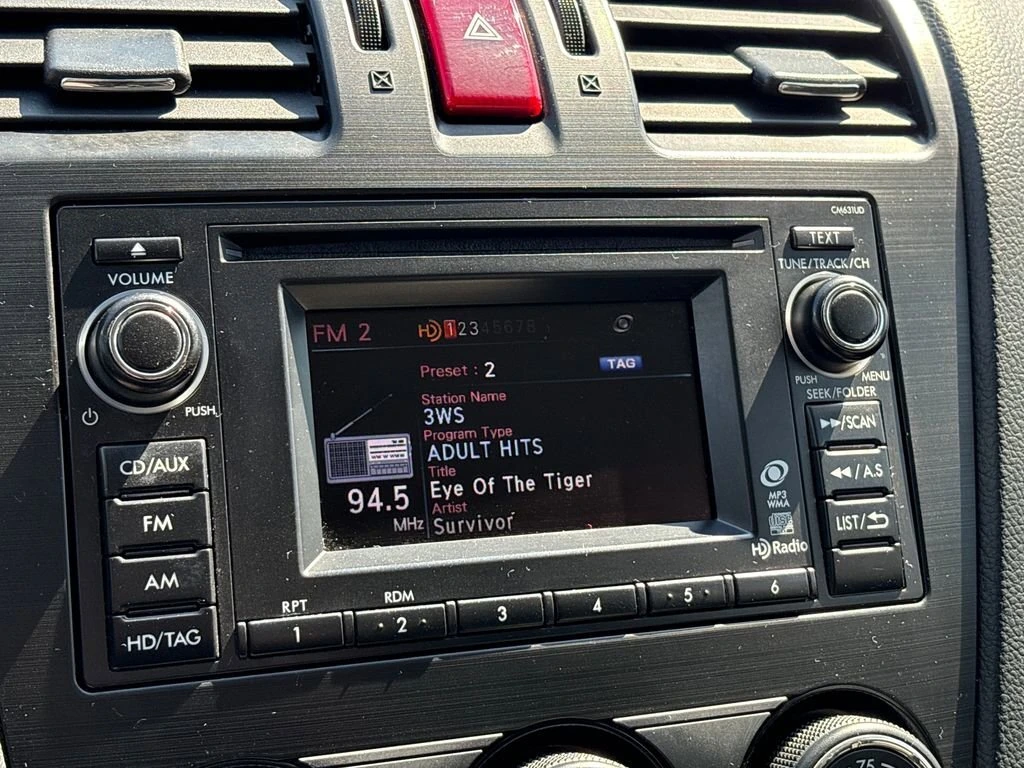 CM631UD
TEXT
VOLUME
TUNE/TRACK/CH
FM 2
HD 12345678
Preset : 2
TAG
Station Name
3WS
Program Type
ADULT HITS
Title
Eye Of The Tiger
Artist
Survivor
94.5
MHz
PUSH
PUSH
MENU
SEEK/FOLDER
CD/AUX
FM
AM
HD/TAG
▶▶/SCAN
◀◀/A.S
LIST/
MP3
WMA
HD Radio
RPT
RDM
1
2
3
4
5
6
75